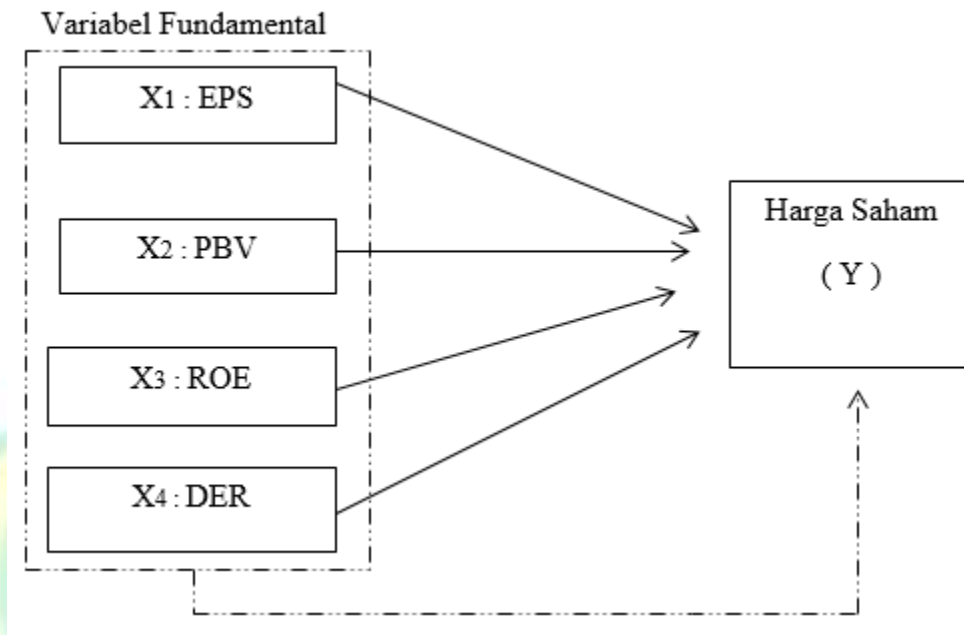 Variabel Fundamental
X1 : EPS
X2 : PBV
X3 : ROE
X4 : DER
Harga Saham
( Y )